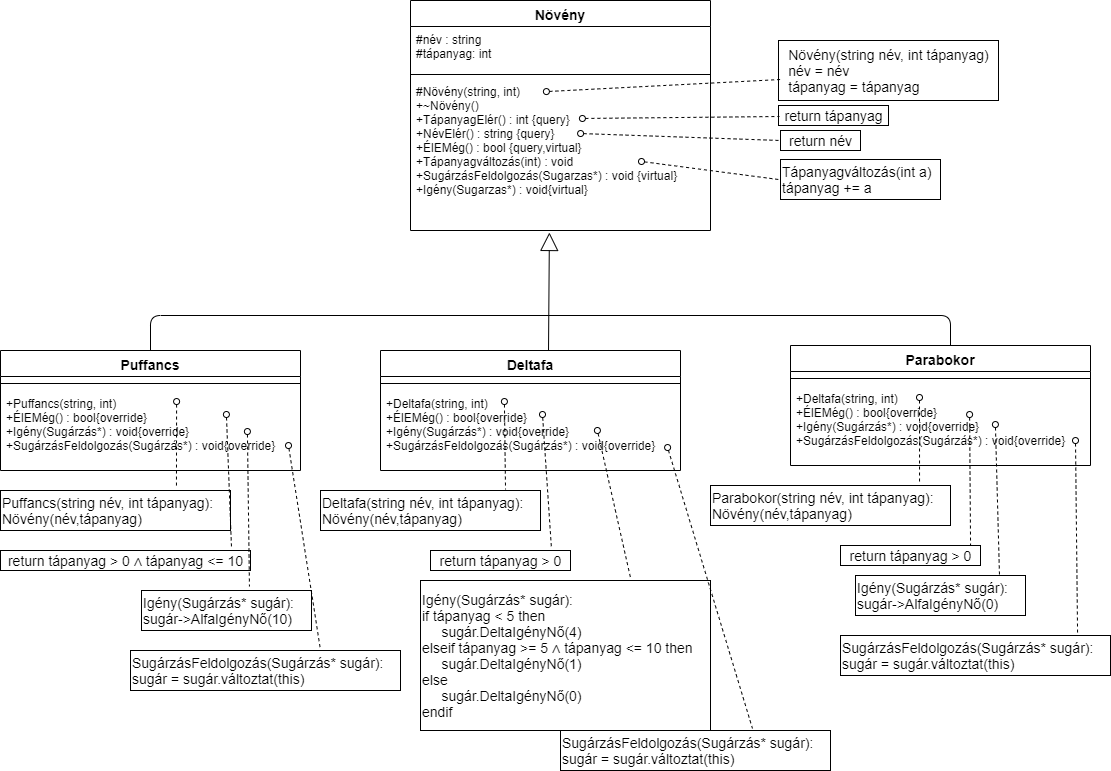 Növény
#név : string
#tápanyag: int
#Növény(string, int)
+~Növény()
+TápanyagElér() : int {query}
+NévElér() : string {query}
+ÉlEMég() : bool {query,virtual}
+Tápanyagváltozás(int) : void
+SugárzásFeldolgozás(Sugarzas*) : void {virtual}
+Igény(Sugarzas*) : void{virtual}
Növény(string név, int tápanyag)
név = név
tápanyag = tápanyag
return tápanyag
return név
Tápanyagváltozás(int a)
tápanyag += a
Puffancs
+Puffancs(string, int)
+ÉlEMég() : bool{override}
+Igény(Sugárzás*) : void{override}
+SugárzásFeldolgozás(Sugárzás*) : void{override}
Puffancs(string név, int tápanyag):
Növény(név,tápanyag)
return tápanyag > 0 ∧ tápanyag <= 10
Igény(Sugárzás* sugár):
sugár->AlfaIgényNő(10)
SugárzásFeldolgozás(Sugárzás* sugár):
sugár = sugár.változtat(this)
Deltafa
+Deltafa(string, int)
+ÉlEMég() : bool{override}
+Igény(Sugárzás*) : void{override}
+SugárzásFeldolgozás(Sugárzás*) : void{override}
Deltafa(string név, int tápanyag):
Növény(név,tápanyag)
return tápanyag > 0
Igény(Sugárzás* sugár):
if tápanyag < 5 then
sugár.DeltaIgényNő(4)
elseif tápanyag >= 5 ∧ tápanyag <= 10 then
sugár.DeltaIgényNő(1)
else
sugár.DeltaIgényNő(0)
endif
SugárzásFeldolgozás(Sugárzás* sugár):
sugár = sugár.változtat(this)
Parabokor
+Deltafa(string, int)
+ÉlEMég() : bool{override}
+Igény(Sugárzás*) : void{override}
+SugárzásFeldolgozás(Sugárzás*) : void{override}
Parabokor(string név, int tápanyag):
Növény(név,tápanyag)
return tápanyag > 0
Igény(Sugárzás* sugár):
sugár->AlfaIgényNő(0)
SugárzásFeldolgozás(Sugárzás* sugár):
sugár = sugár.változtat(this)